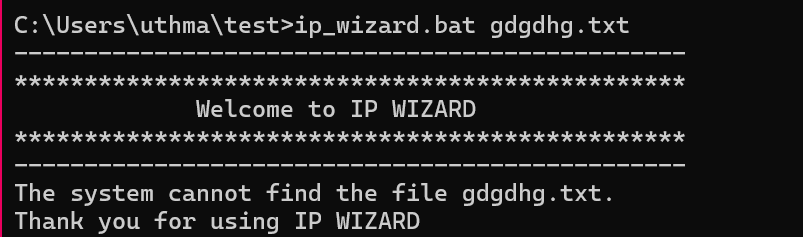 C:\Users\uthma\test>ip_wizard.bat gdgdhg.txt
------------------------------------------------
************************************************
Welcome to IP WIZARD
************************************************
------------------------------------------------
The system cannot find the file gdgdhg.txt.
Thank you for using IP WIZARD